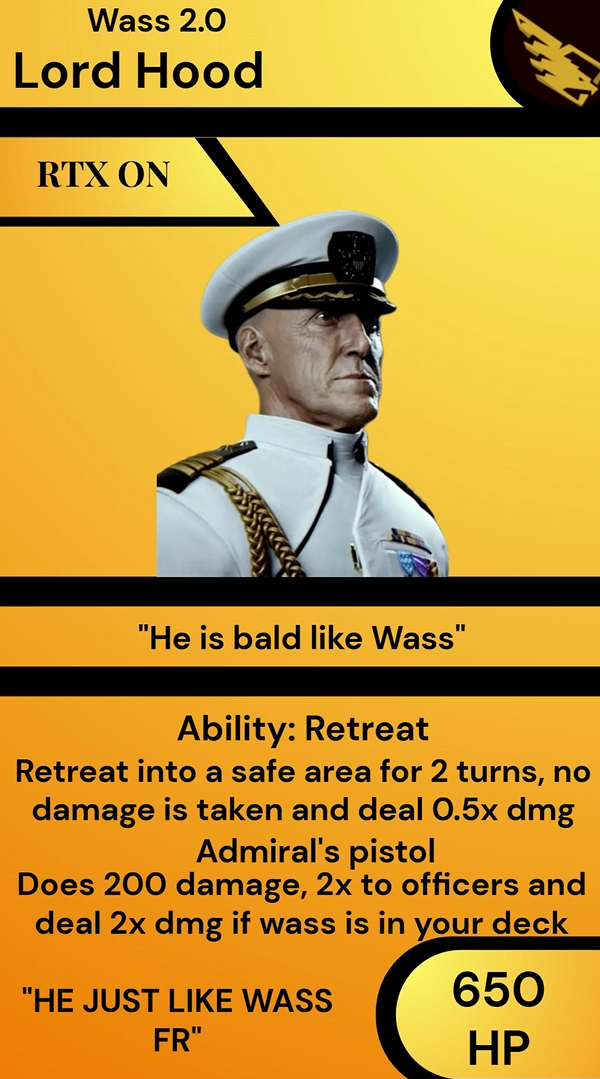 Wass 2.0
Lord Hood
RTX ON
"He is bald like Wass"
Ability: Retreat
Retreat into a safe area for 2 turns, no
damage is taken and deal 0.5x dmg
Admiral's pistol
Does 200 damage, 2x to officers and
deal 2x dmg if wass is in your deck
"HE JUST LIKE WASS
FR"
650
HP